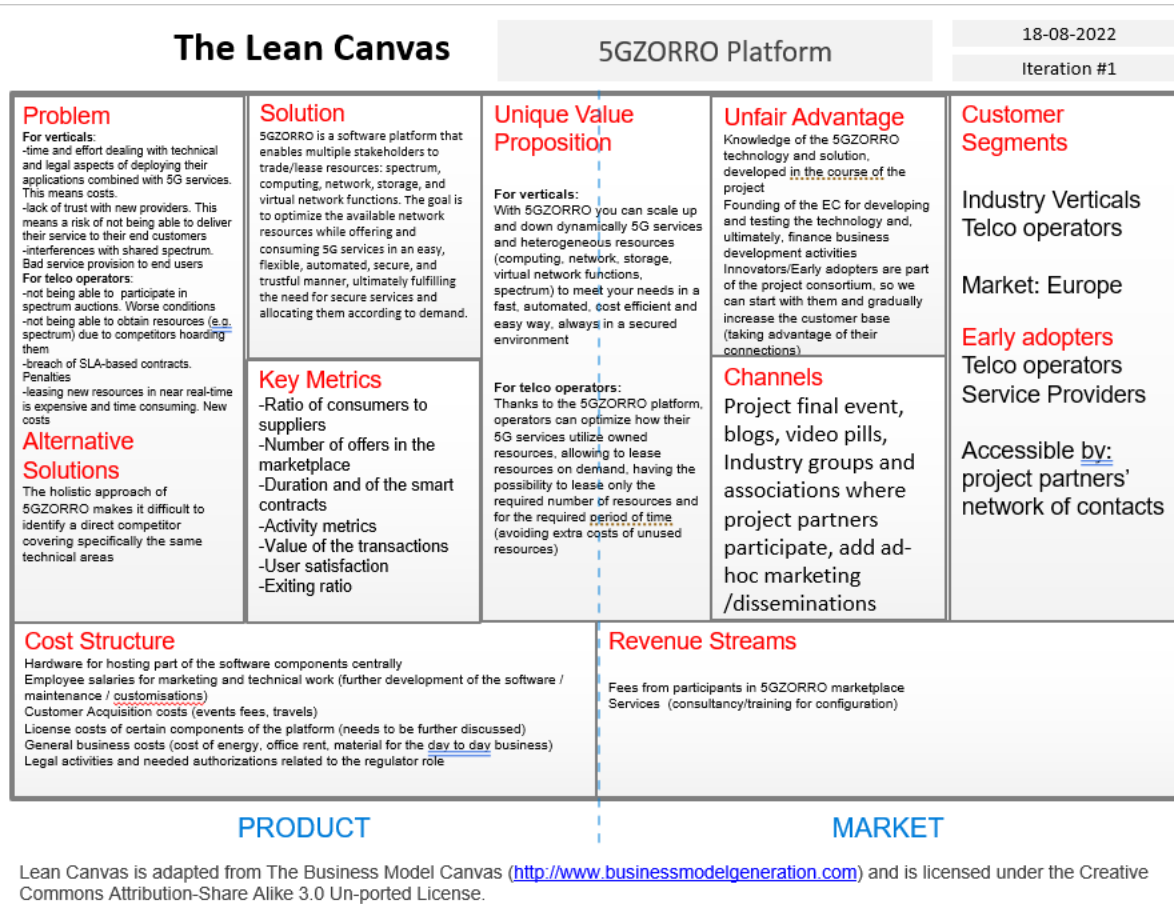 The Lean Canvas
5GZORRO Platform
18-08-2022
Iteration #1
Problem
For verticals:
-time and effort dealing with technical
and legal aspects of deploying their
applications combined with 5G services.
This means costs.
-lack of trust with new providers. This
means a risk of not being able to deliver
their service to their end customers
-interferences with shared spectrum.
Bad service provision to end users
For telco operators:
-not being able to  participate in
spectrum auctions. Worse conditions
-not being able to obtain resources (e.g.
spectrum) due to competitors hoarding
them
-breach of SLA-based contracts.
Penalties
-leasing new resources in near real-time
is expensive and time consuming. New
costs
Alternative
Solutions
The holistic approach of
5GZORRO makes it difficult to
identify a direct competitor
covering specifically the same
technical areas
Solution
5GZORRO is a software platform that
enables multiple stakeholders to
trade/lease resources: spectrum,
computing, network, storage, and
virtual network functions. The goal is
to optimize the available network
resources while offering and
consuming 5G services in an easy,
flexible, automated, secure, and
trustful manner, ultimately fulfilling
the need for secure services and
allocating them according to demand.
Key Metrics
-Ratio of consumers to
suppliers
-Number of offers in the
marketplace
-Duration and of the smart
contracts
-Activity metrics
-Value of the transactions
-User satisfaction
-Exiting ratio
Unique Value
Proposition
For verticals:
With 5GZORRO you can scale up
and down dynamically 5G services
and heterogeneous resources
(computing, network, storage,
virtual network functions,
spectrum) to meet your needs in a
fast, automated, cost efficient and
easy way, always in a secured
environment
For telco operators:
Thanks to the 5GZORRO platform,
operators can optimize how their
5G services utilize owned
resources, allowing to lease
resources on demand, having the
possibility to lease only the
required number of resources and
for the required period of time
(avoiding extra costs of unused
resources)
Unfair Advantage
Knowledge of the 5GZORRO
technology and solution,
developed in the course of the
project
Founding of the EC for developing
and testing the technology and,
ultimately, finance business
development activities
Innovators/Early adopters are part
of the project consortium, so we
can start with them and gradually
increase the customer base
(taking advantage of their
connections)
Channels
Project final event,
blogs, video pills,
Industry groups and
associations where
project partners
participate, add ad-
hoc marketing
/disseminations
Customer
Segments
Industry Verticals
Telco operators
Market: Europe
Early adopters
Telco operators
Service Providers
Accessible by:
project partners'
network of contacts
Cost Structure
Hardware for hosting part of the software components centrally
Employee salaries for marketing and technical work (further development of the software /
maintenance / customisations)
Customer Acquisition costs (events fees, travels)
License costs of certain components of the platform (needs to be further discussed)
General business costs (cost of energy, office rent, material for the day to day business)
Legal activities and needed authorizations related to the regulator role
Revenue Streams
Fees from participants in 5GZORRO marketplace
Services  (consultancy/training for configuration)
PRODUCT
MARKET
Lean Canvas is adapted from The Business Model Canvas (http://www.businessmodelgeneration.com) and is licensed under the Creative
Commons Attribution-Share Alike 3.0 Un-ported License.